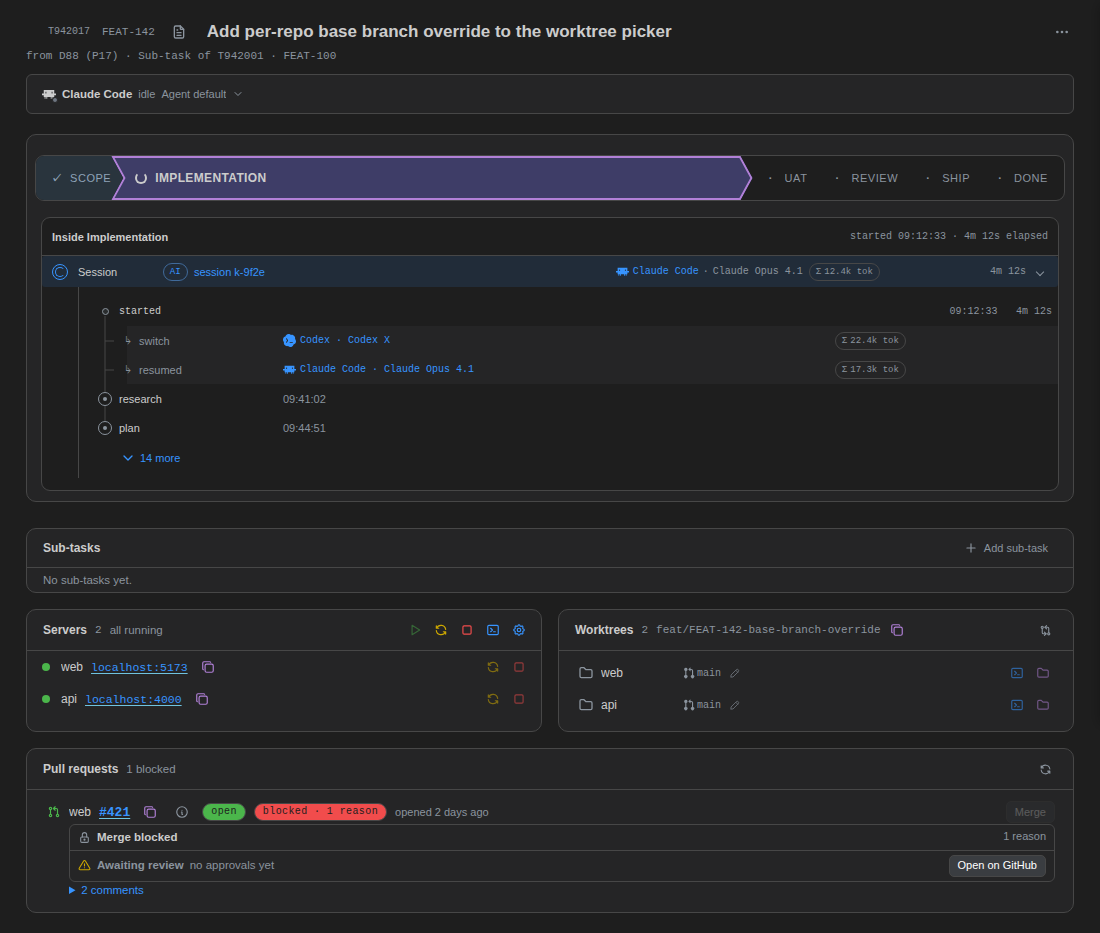 T942017 FEAT-142 Add per-repo base branch override to the worktree picker
from D88 (P17) · Sub-task of T942001 · FEAT-100
Claude Code idle Agent default
SCOPE IMPLEMENTATION · UAT · REVIEW · SHIP · DONE
Inside Implementation started 09:12:33 · 4m 12s elapsed
Session AI session k-9f2e Claude Code · Claude Opus 4.1 Σ 12.4k tok 4m 12s
started 09:12:33 4m 12s
↳ switch Codex · Codex X Σ 22.4k tok
↳ resumed Claude Code · Claude Opus 4.1 Σ 17.3k tok
research 09:41:02
plan 09:44:51
14 more
Sub-tasks Add sub-task
No sub-tasks yet.
Servers 2 all running
web localhost:5173
api localhost:4000
Worktrees 2 feat/FEAT-142-base-branch-override
web main
api main
Pull requests 1 blocked
web #421 open blocked · 1 reason opened 2 days ago Merge
Merge blocked 1 reason
Awaiting review no approvals yet Open on GitHub
2 comments